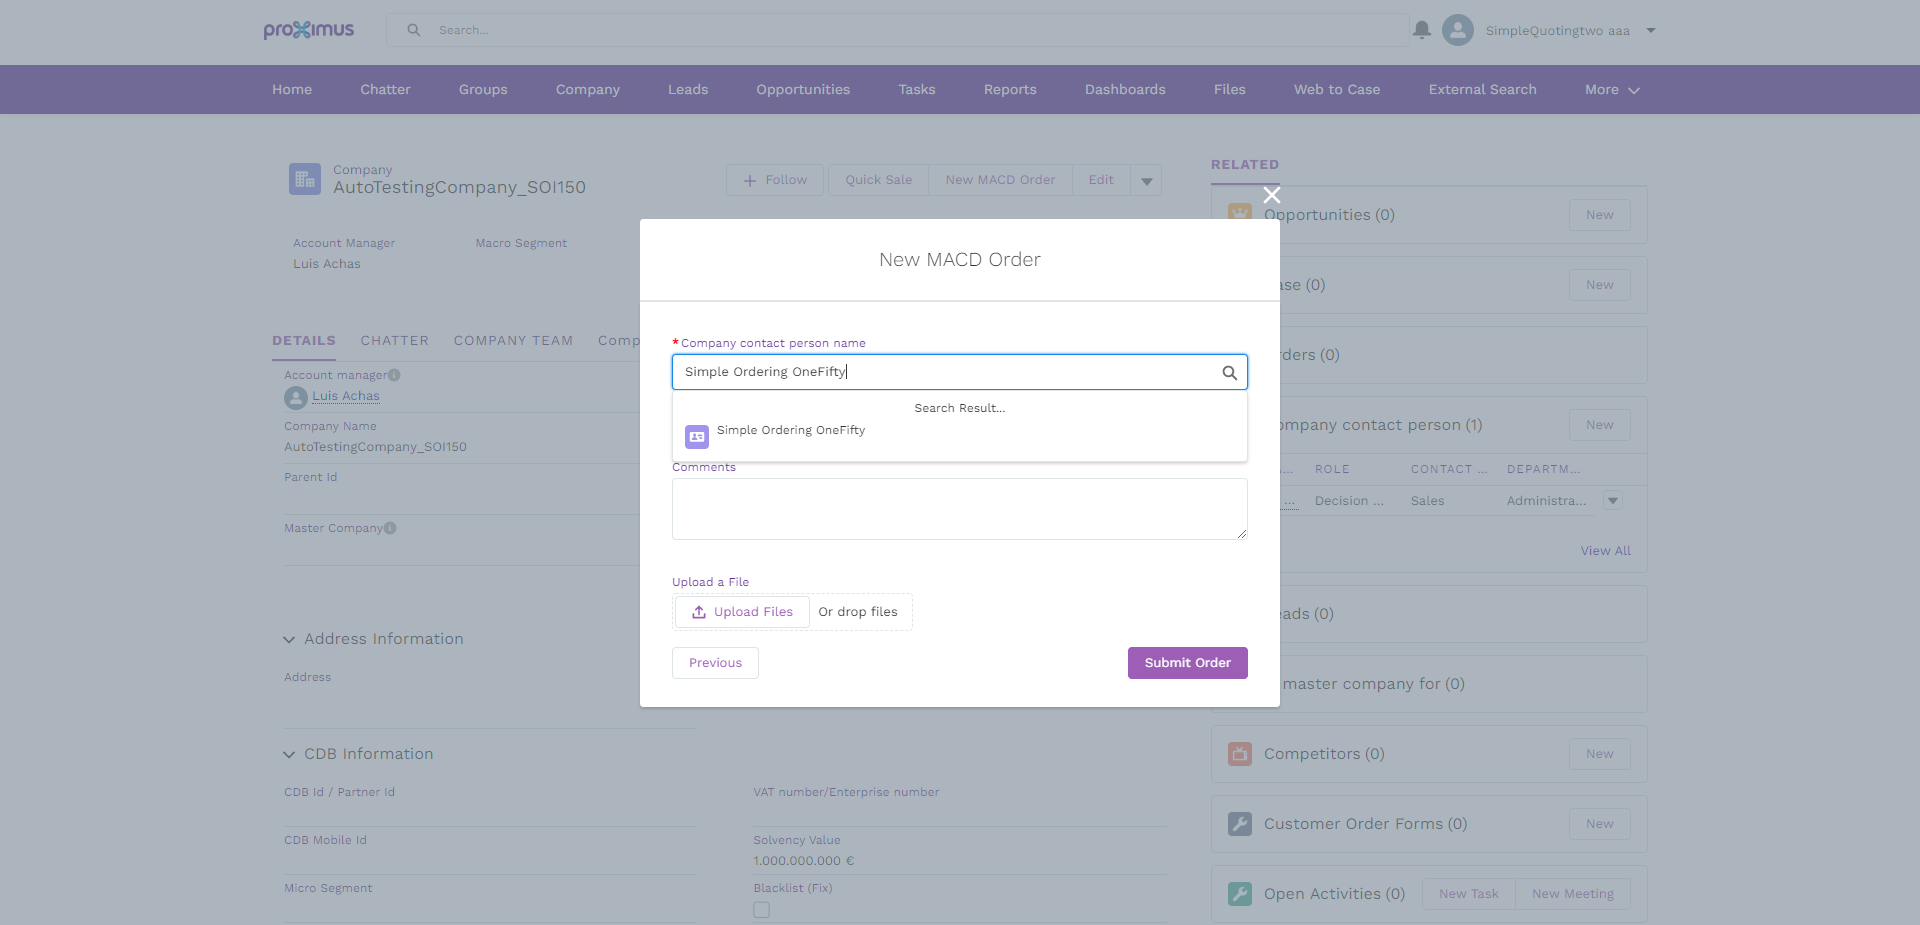 proximus
Search...
SimpleQuotingtwo aaa
Home Chatter Groups Company Leads Opportunities Tasks Reports Dashboards Files Web to Case External Search More
Company
AutoTestingCompany_SOI150
Follow Quick Sale New MACD Order Edit
Account Manager Macro Segment
Luis Achas
DETAILS CHATTER COMPANY TEAM Comp
Account manager
Luis Achas
Company Name
AutoTestingCompany_SOI150
Parent Id
Master Company
Address Information
Address
CDB Information
CDB Id / Partner Id VAT number/Enterprise number
CDB Mobile Id Solvency Value
1.000.000.000 €
Micro Segment Blacklist (Fix)
New MACD Order
*Company contact person name
Simple Ordering OneFifty
Search Result...
Simple Ordering OneFifty
Comments
Upload a File
Upload Files Or drop files
Previous Submit Order
RELATED
Opportunities (0) New
ase (0) New
rders (0)
ompany contact person (1) New
... ROLE CONTACT ... DEPARTM...
... Decision ... Sales Administra...
View All
eads (0)
master company for (0)
Competitors (0) New
Customer Order Forms (0) New
Open Activities (0) New Task New Meeting